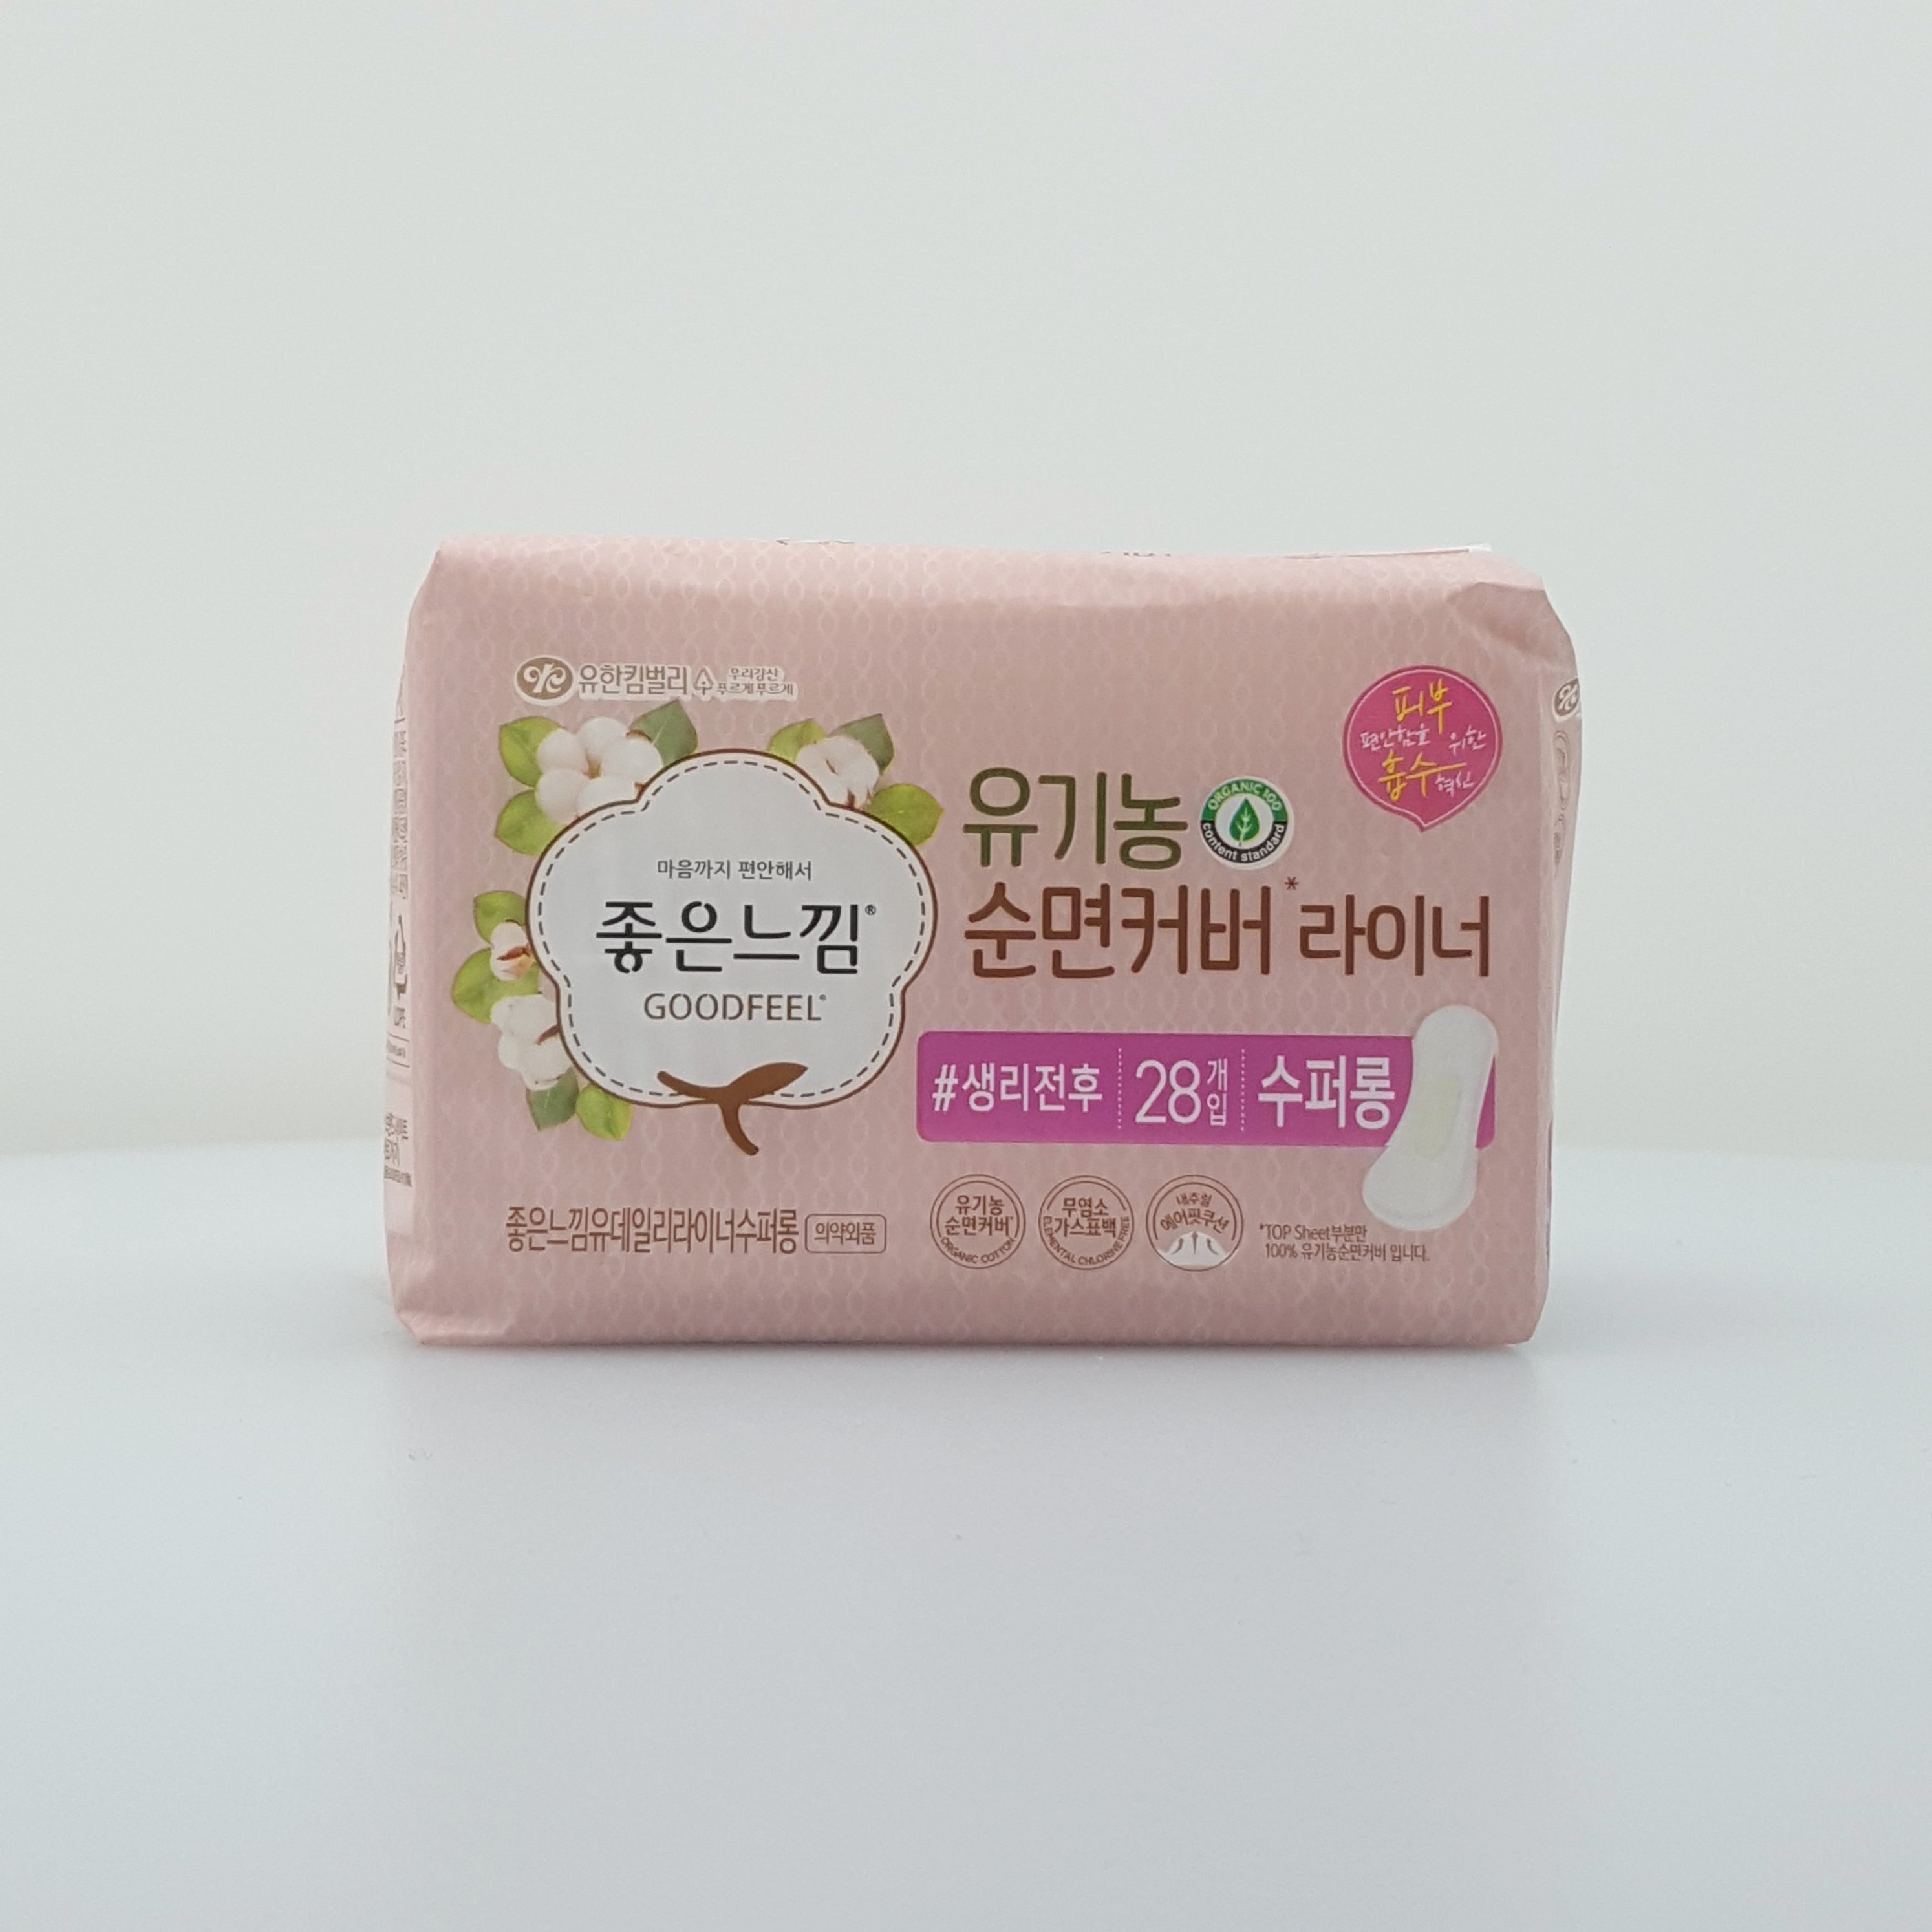 유한킴벌리 우리강산 푸르게 푸르게
피부
편안함을 위한
흡수 혁신
마음까지 편안해서
좋은느낌®
GOODFEEL®
유기농
ORGANIC 100
content standard
순면커버* 라이너
#생리전후 28개입 수퍼롱
좋은느낌유데일리라이너수퍼롱 의약외품
유기농
순면커버*
ORGANIC COTTON
무염소
가스표백
ELEMENTAL CHLORINE FREE
내추럴
에어핏쿠션
*TOP Sheet부분만
100% 유기농순면커버 입니다.